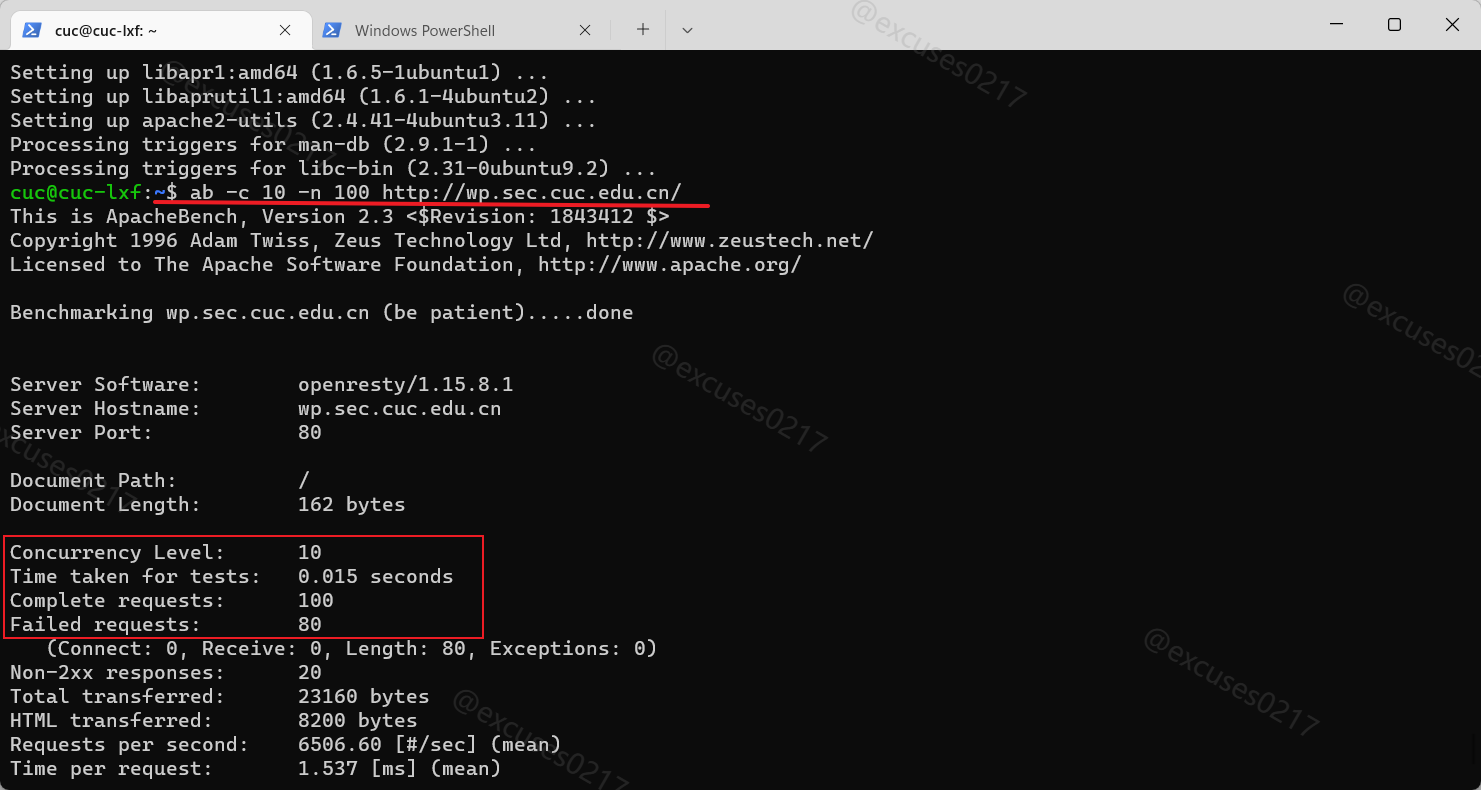 cuc@cuc-lxf: ~
Windows PowerShell
Setting up libapr1:amd64 (1.6.5-1ubuntu1) ...
Setting up libaprutil1:amd64 (1.6.1-4ubuntu2) ...
Setting up apache2-utils (2.4.41-4ubuntu3.11) ...
Processing triggers for man-db (2.9.1-1) ...
Processing triggers for libc-bin (2.31-0ubuntu9.2) ...
cuc@cuc-lxf:~$ ab -c 10 -n 100 http://wp.sec.cuc.edu.cn/
This is ApacheBench, Version 2.3 <$Revision: 1843412 $>
Copyright 1996 Adam Twiss, Zeus Technology Ltd, http://www.zeustech.net/
Licensed to The Apache Software Foundation, http://www.apache.org/
Benchmarking wp.sec.cuc.edu.cn (be patient).....done
Server Software:        openresty/1.15.8.1
Server Hostname:        wp.sec.cuc.edu.cn
Server Port:            80
Document Path:          /
Document Length:        162 bytes
Concurrency Level:      10
Time taken for tests:   0.015 seconds
Complete requests:      100
Failed requests:        80
   (Connect: 0, Receive: 0, Length: 80, Exceptions: 0)
Non-2xx responses:      20
Total transferred:      23160 bytes
HTML transferred:       8200 bytes
Requests per second:    6506.60 [#/sec] (mean)
Time per request:       1.537 [ms] (mean)
@excuses0217
@excuses0217
@excuses0217
@excuses0217
excuses0217
@excuses0217
@excuses0217